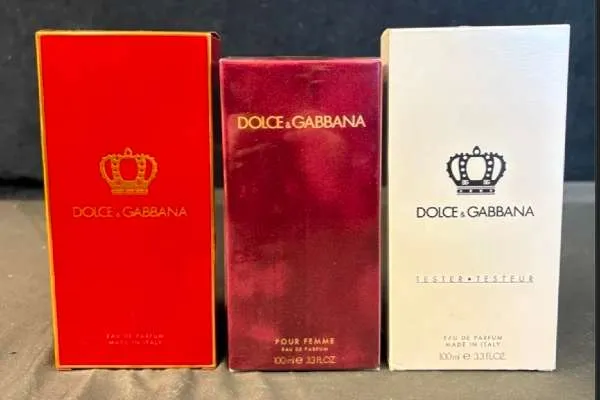 DOLCE & GABBANA
EAU DE PARFUM
MADE IN ITALY
DOLCE & GABBANA
POUR FEMME
EAU DE PARFUM
100ml e 3.3 FL.OZ.
DOLCE & GABBANA
TESTER • TESTEUR
EAU DE PARFUM
MADE IN ITALY
100ml e 3.3 FL.OZ.